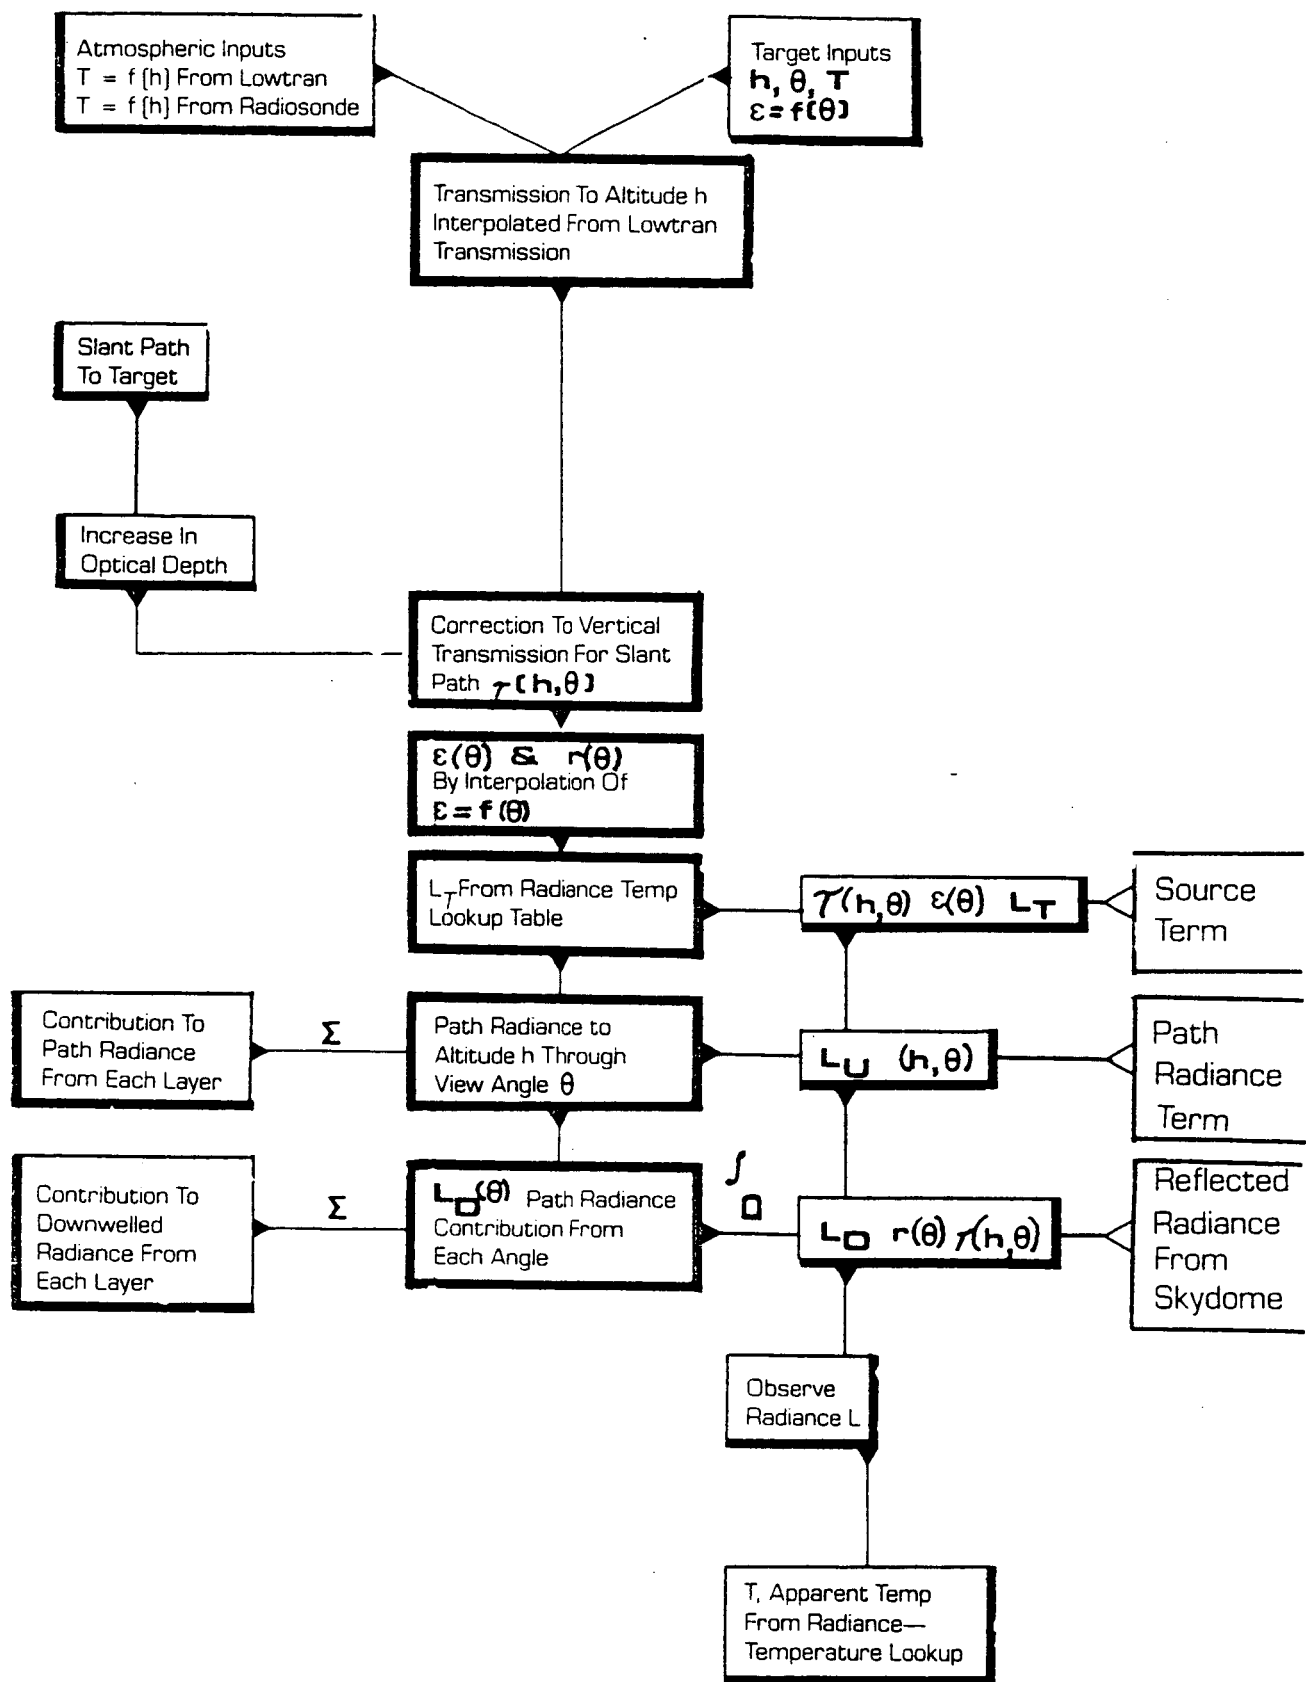 Atmospheric Inputs
T = f (h) From Lowtran
T = f (h) From Radiosonde
Target Inputs
h, θ, T
ε = f(θ)
Transmission To Altitude h
Interpolated From Lowtran
Transmission
Slant Path
To Target
Increase In
Optical Depth
Correction To Vertical
Transmission For Slant
Path τ(h,θ)
ε(θ) & r(θ)
By Interpolation Of
ε = f(θ)
L_T From Radiance Temp
Lookup Table
τ(h,θ) ε(θ) L_T
Source
Term
Contribution To
Path Radiance
From Each Layer
Σ
Path Radiance to
Altitude h Through
View Angle θ
L_U (h,θ)
Path
Radiance
Term
Contribution To
Downwelled
Radiance From
Each Layer
Σ
L_D(θ) Path Radiance
Contribution From
Each Angle
∫
D
L_D r(θ) τ(h,θ)
Reflected
Radiance
From
Skydome
Observe
Radiance L
T, Apparent Temp
From Radiance—
Temperature Lookup